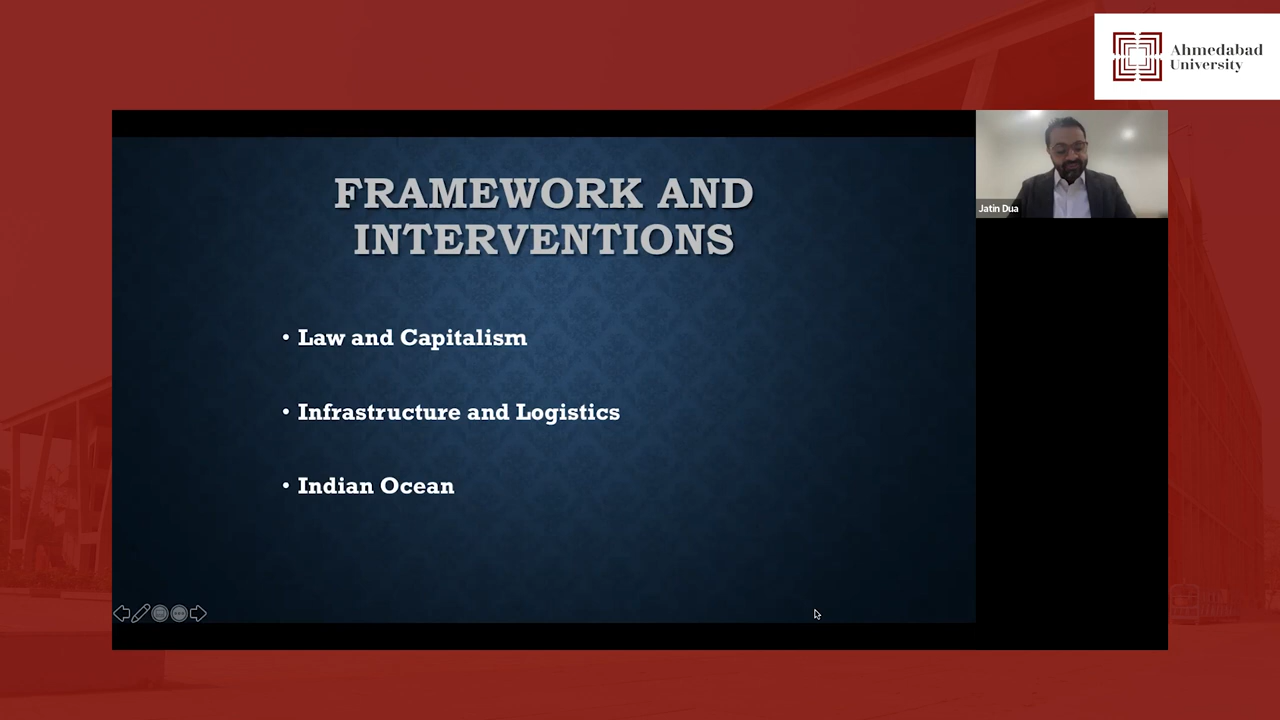 Ahmedabad
University
FRAMEWORK AND
INTERVENTIONS
Jatin Dua
• Law and Capitalism
• Infrastructure and Logistics
• Indian Ocean